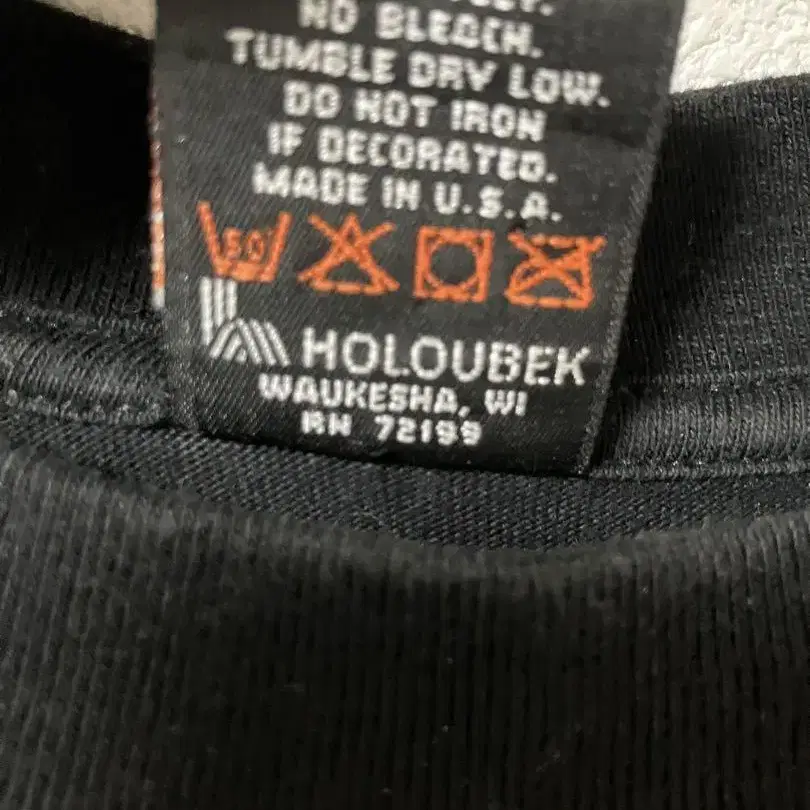 NO BLEACH.
TUMBLE DRY LOW.
DO NOT IRON
IF DECORATED.
MADE IN U.S.A.
50
HOLOUBEK
WAUKESHA, WI
RN 72199